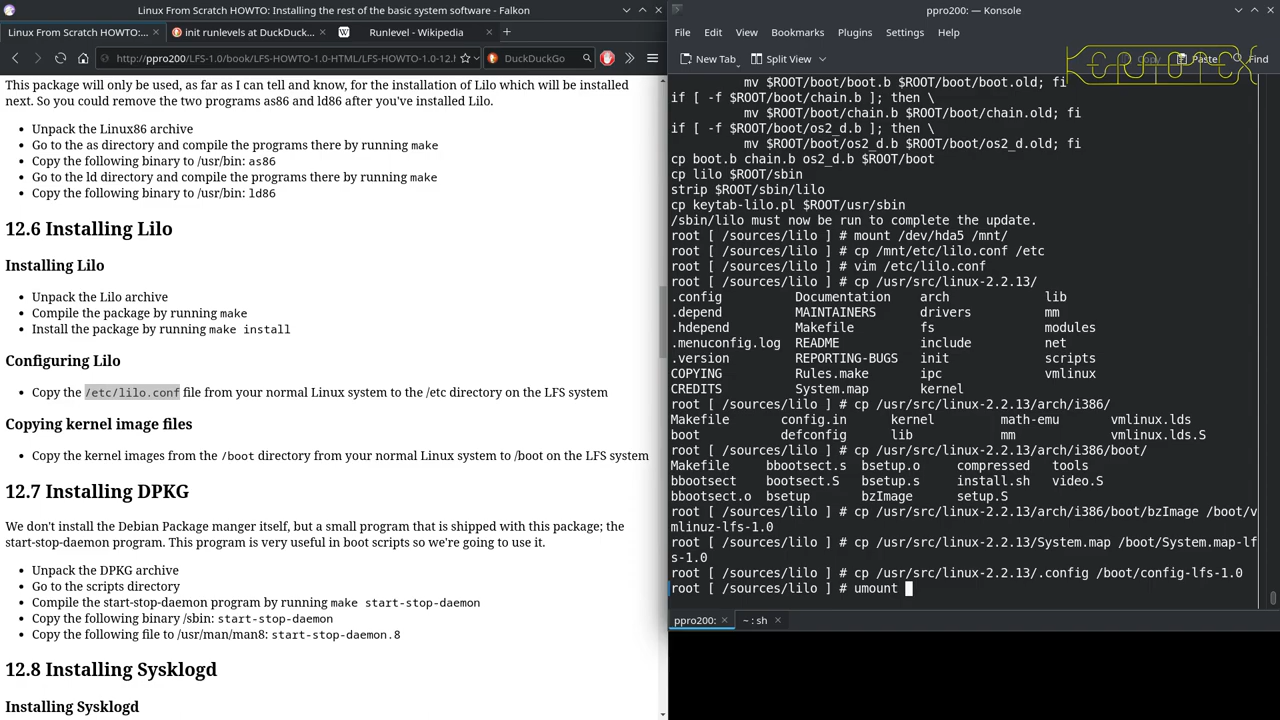 Linux From Scratch HOWTO: Installing the rest of the basic system software - Falkon
Linux From Scratch HOWTO:...
init runlevels at DuckDuc...
Runlevel - Wikipedia
http://ppro200/LFS-1.0/book/LFS-HOWTO-1.0-HTML/LFS-HOWTO-1.0-12.
DuckDuckGo
This package will only be used, as far as I can tell and know, for the installation of Lilo which will be installed
next. So you could remove the two programs as86 and ld86 after you've installed Lilo.
• Unpack the Linux86 archive
• Go to the as directory and compile the programs there by running make
• Copy the following binary to /usr/bin: as86
• Go to the ld directory and compile the programs there by running make
• Copy the following binary to /usr/bin: ld86
12.6 Installing Lilo
Installing Lilo
• Unpack the Lilo archive
• Compile the package by running make
• Install the package by running make install
Configuring Lilo
• Copy the /etc/lilo.conf file from your normal Linux system to the /etc directory on the LFS system
Copying kernel image files
• Copy the kernel images from the /boot directory from your normal Linux system to /boot on the LFS system
12.7 Installing DPKG
We don't install the Debian Package manger itself, but a small program that is shipped with this package; the
start-stop-daemon program. This program is very useful in boot scripts so we're going to use it.
• Unpack the DPKG archive
• Go to the scripts directory
• Compile the start-stop-daemon program by running make start-stop-daemon
• Copy the following binary /sbin: start-stop-daemon
• Copy the following file to /usr/man/man8: start-stop-daemon.8
12.8 Installing Sysklogd
Installing Sysklogd
ppro200: — Konsole
File Edit View Bookmarks Plugins Settings Help
New Tab Split View Copy Paste Find
mv $ROOT/boot/boot.b $ROOT/boot/boot.old; fi
if [ -f $ROOT/boot/chain.b ]; then \
mv $ROOT/boot/chain.b $ROOT/boot/chain.old; fi
if [ -f $ROOT/boot/os2_d.b ]; then \
mv $ROOT/boot/os2_d.b $ROOT/boot/os2_d.old; fi
cp boot.b chain.b os2_d.b $ROOT/boot
cp lilo $ROOT/sbin
strip $ROOT/sbin/lilo
cp keytab-lilo.pl $ROOT/usr/sbin
/sbin/lilo must now be run to complete the update.
root [ /sources/lilo ] # mount /dev/hda5 /mnt/
root [ /sources/lilo ] # cp /mnt/etc/lilo.conf /etc
root [ /sources/lilo ] # vim /etc/lilo.conf
root [ /sources/lilo ] # cp /usr/src/linux-2.2.13/
.config Documentation arch lib
.depend MAINTAINERS drivers mm
.hdepend Makefile fs modules
.menuconfig.log README include net
.version REPORTING-BUGS init scripts
COPYING Rules.make ipc vmlinux
CREDITS System.map kernel
root [ /sources/lilo ] # cp /usr/src/linux-2.2.13/arch/i386/
Makefile config.in kernel math-emu vmlinux.lds
boot defconfig lib mm vmlinux.lds.S
root [ /sources/lilo ] # cp /usr/src/linux-2.2.13/arch/i386/boot/
Makefile bbootsect.s bsetup.o compressed tools
bbootsect bootsect.S bsetup.s install.sh video.S
bbootsect.o bsetup bzImage setup.S
root [ /sources/lilo ] # cp /usr/src/linux-2.2.13/arch/i386/boot/bzImage /boot/v
mlinuz-lfs-1.0
root [ /sources/lilo ] # cp /usr/src/linux-2.2.13/System.map /boot/System.map-lf
s-1.0
root [ /sources/lilo ] # cp /usr/src/linux-2.2.13/.config /boot/config-lfs-1.0
root [ /sources/lilo ] # umount
ppro200:
~ : sh